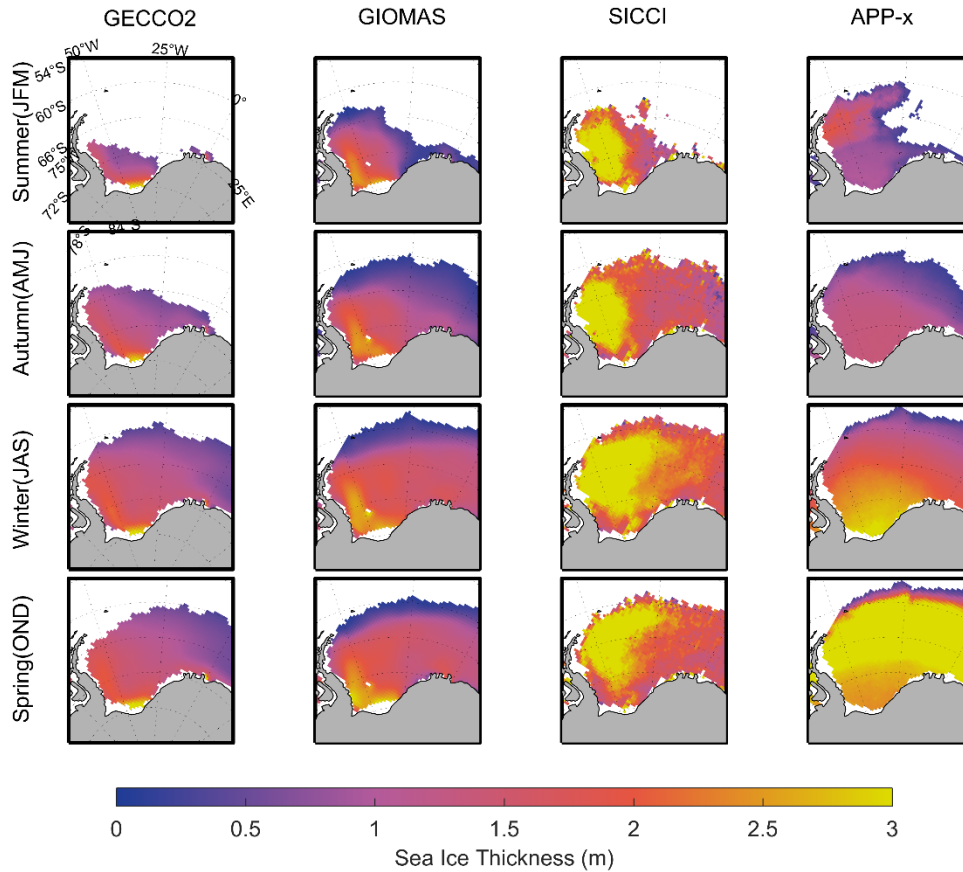 GECCO2 GIOMAS SICCI APP-x
Summer(JFM)
50°W 25°W
54°S
60°S 0°
66°S
75°W
72°S 25°E
78°S 84°S
Autumn(AMJ)
Winter(JAS)
Spring(OND)
0 0.5 1 1.5 2 2.5 3
Sea Ice Thickness (m)